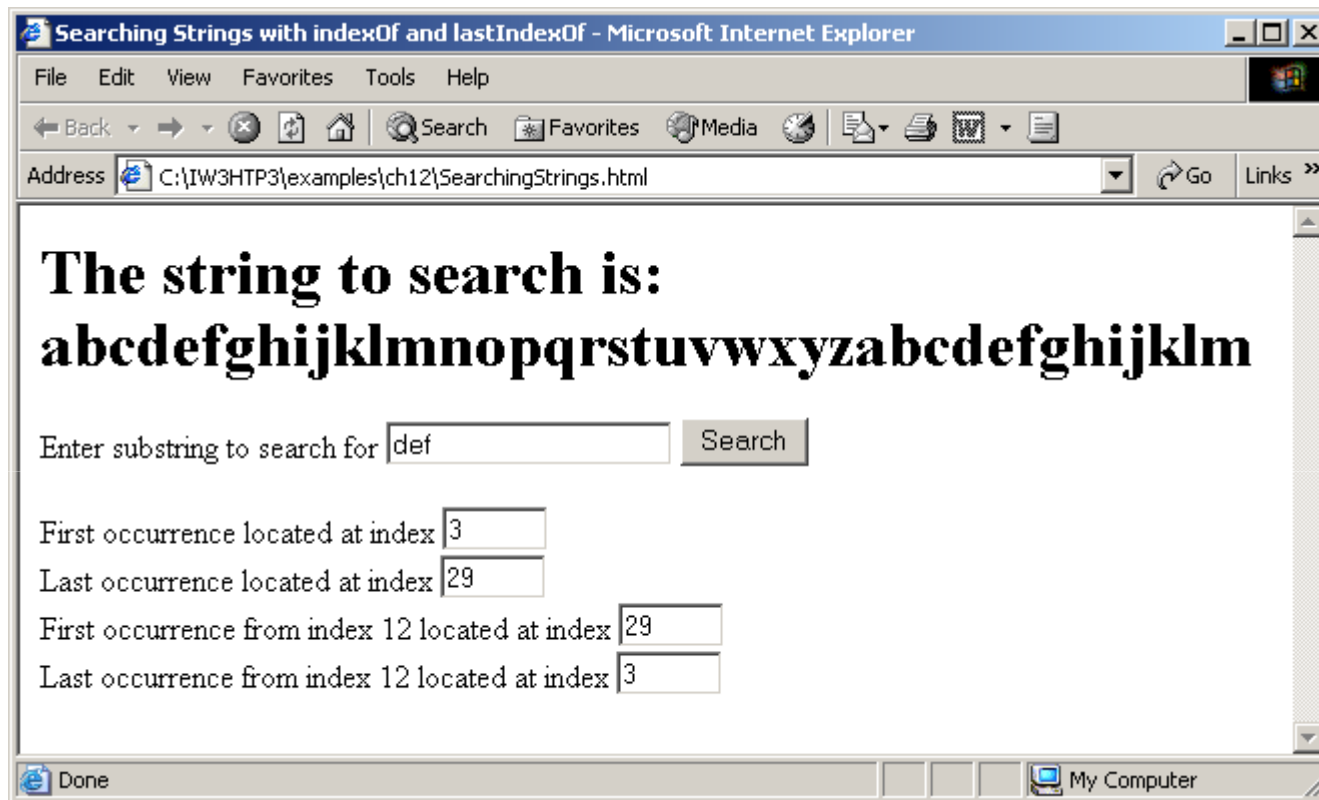 Searching Strings with indexOf and lastIndexOf - Microsoft Internet Explorer
File Edit View Favorites Tools Help
Back Search Favorites Media W
Address C:\IW3HTP3\examples\ch12\SearchingStrings.html Go Links »
The string to search is:
abcdefghijklmnopqrstuvwxyzabcdefghijklm
Enter substring to search for def Search
First occurrence located at index 3
Last occurrence located at index 29
First occurrence from index 12 located at index 29
Last occurrence from index 12 located at index 3
Done My Computer